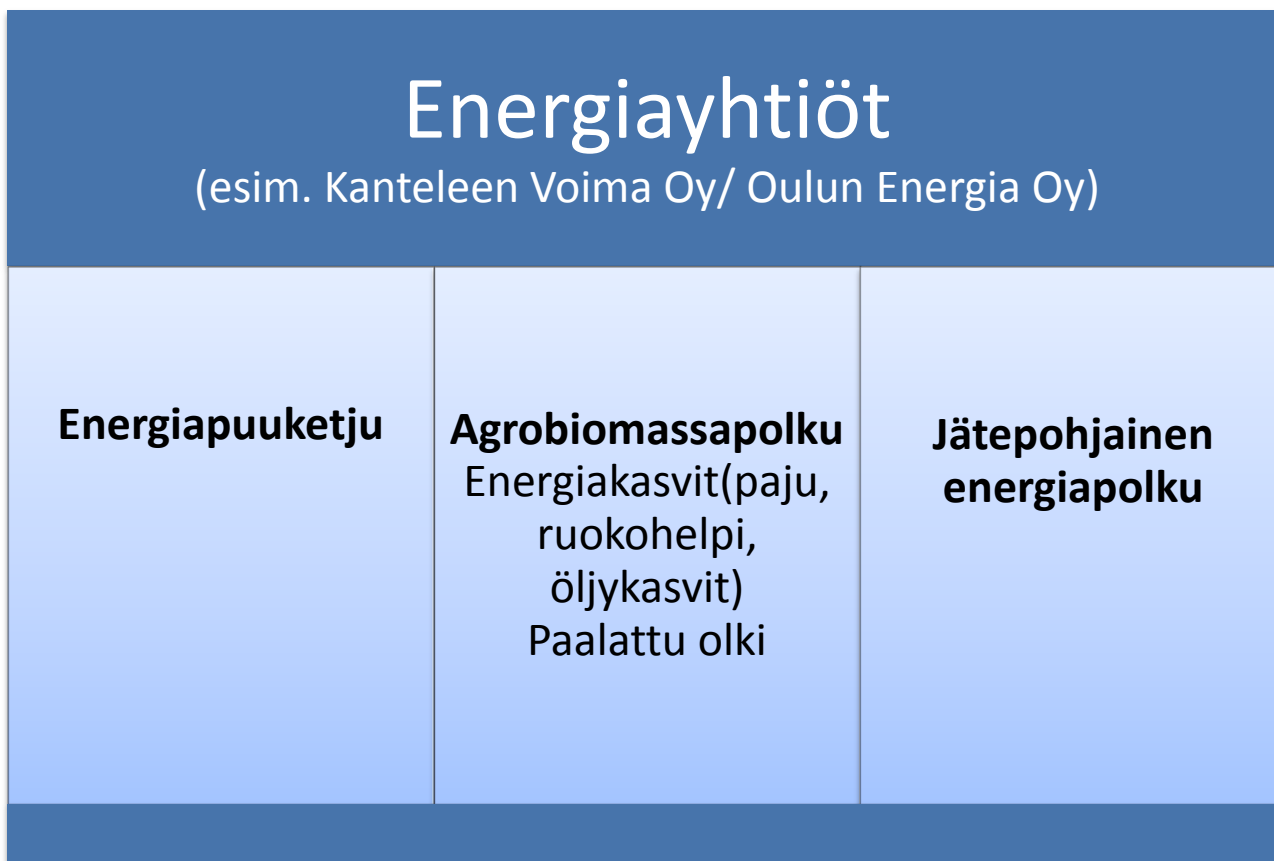 Energiayhtiöt
(esim. Kanteleen Voima Oy/ Oulun Energia Oy)
Energiapuuketju
Agrobiomassapolku
Energiakasvit(paju,
ruokohelpi,
öljykasvit)
Paalattu olki
Jätepohjainen
energiapolku